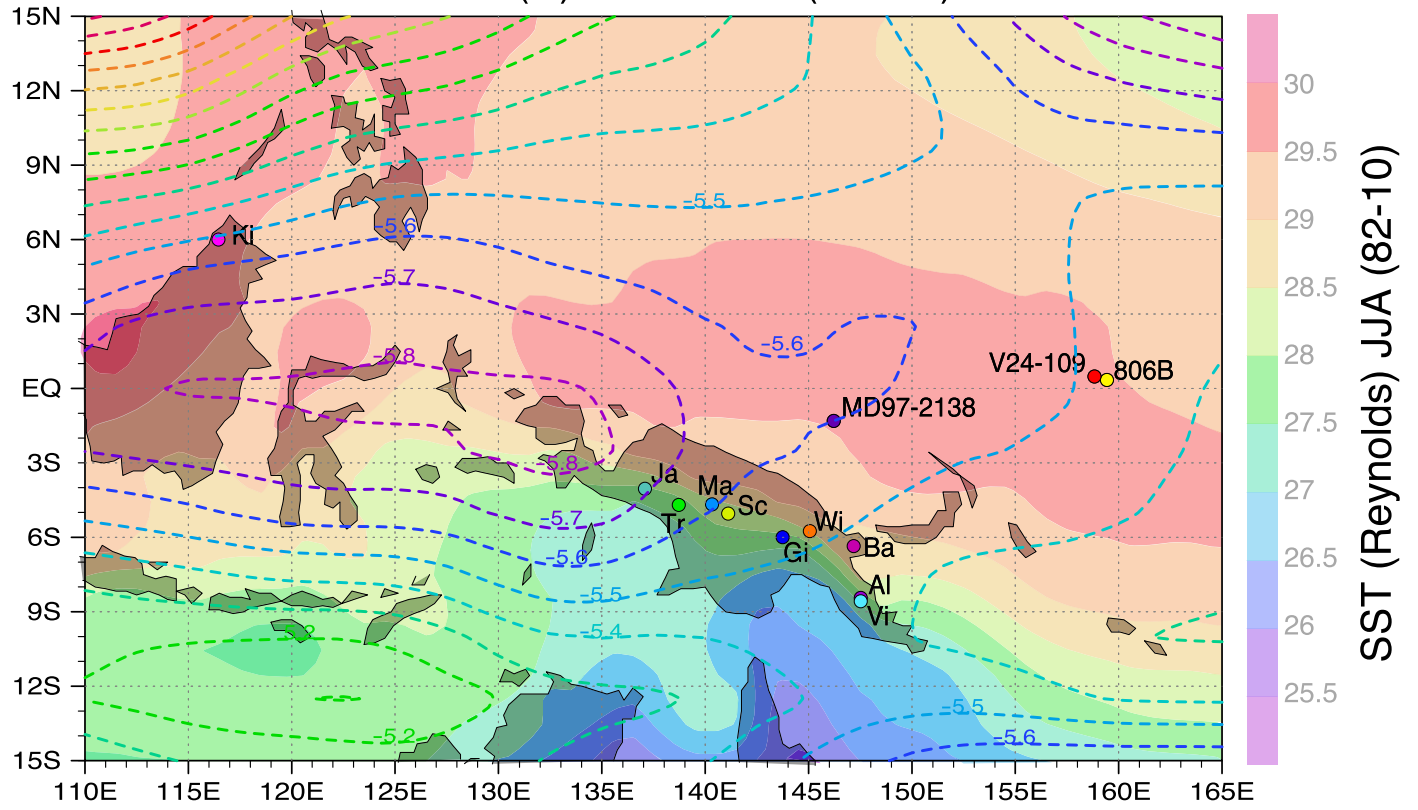 15N
12N
9N
6N
3N
EQ
3S
6S
9S
12S
15S
110E
115E
120E
125E
130E
135E
140E
145E
150E
155E
160E
165E
-5.5
-5.6
-5.7
-5.8
-5.6
-5.8
-5.7
-5.6
-5.5
-5.4
-5.2
-5.5
-5.6
Ki
V24-109
806B
MD97-2138
Ja
Ma
Sc
Tr
Wi
Gi
Ba
Al
Vi
30
29.5
29
28.5
28
27.5
27
26.5
26
25.5
SST (Reynolds) JJA (82-10)